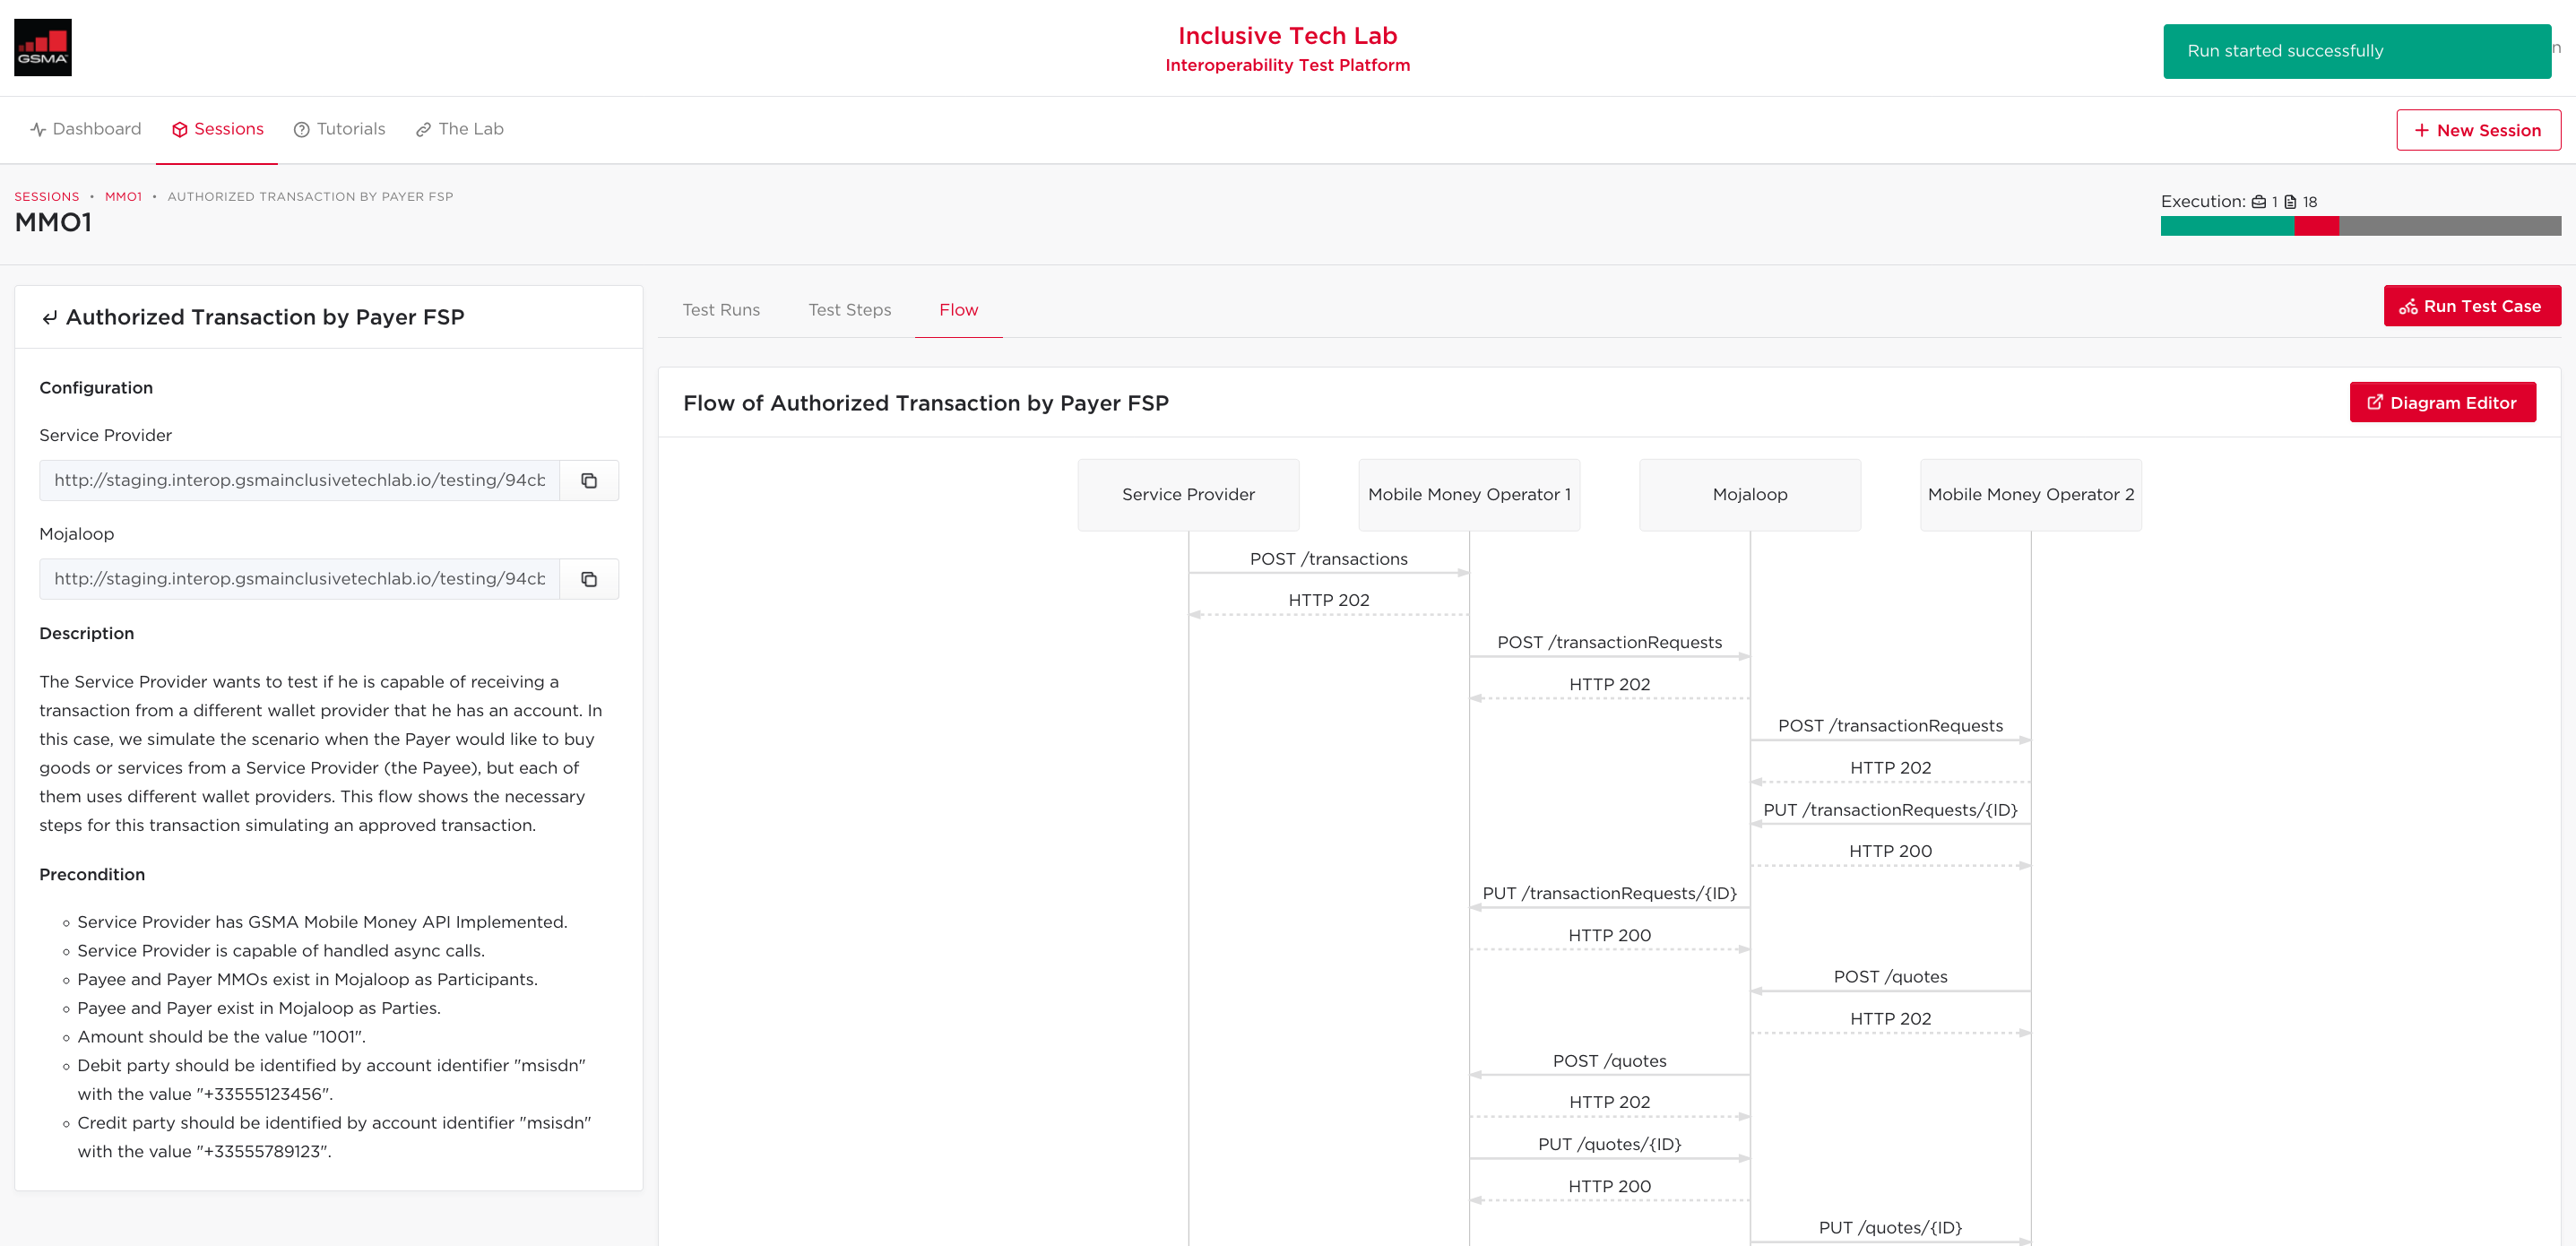 GSMA
Inclusive Tech Lab
Interoperability Test Platform
Run started successfully
n
Dashboard
Sessions
Tutorials
The Lab
+ New Session
SESSIONS • MMO1 • AUTHORIZED TRANSACTION BY PAYER FSP
MMO1
Execution: 1 18
Authorized Transaction by Payer FSP
Configuration
Service Provider
http://staging.interop.gsmainclusivetechlab.io/testing/94cb
Mojaloop
http://staging.interop.gsmainclusivetechlab.io/testing/94cb
Description
The Service Provider wants to test if he is capable of receiving a
transaction from a different wallet provider that he has an account. In
this case, we simulate the scenario when the Payer would like to buy
goods or services from a Service Provider (the Payee), but each of
them uses different wallet providers. This flow shows the necessary
steps for this transaction simulating an approved transaction.
Precondition
Service Provider has GSMA Mobile Money API Implemented.
Service Provider is capable of handled async calls.
Payee and Payer MMOs exist in Mojaloop as Participants.
Payee and Payer exist in Mojaloop as Parties.
Amount should be the value "1001".
Debit party should be identified by account identifier "msisdn"
with the value "+33555123456".
Credit party should be identified by account identifier "msisdn"
with the value "+33555789123".
Test Runs
Test Steps
Flow
Run Test Case
Flow of Authorized Transaction by Payer FSP
Diagram Editor
Service Provider
Mobile Money Operator 1
Mojaloop
Mobile Money Operator 2
POST /transactions
HTTP 202
POST /transactionRequests
HTTP 202
POST /transactionRequests
HTTP 202
PUT /transactionRequests/{ID}
HTTP 200
PUT /transactionRequests/{ID}
HTTP 200
POST /quotes
HTTP 202
POST /quotes
HTTP 202
PUT /quotes/{ID}
HTTP 200
PUT /quotes/{ID}